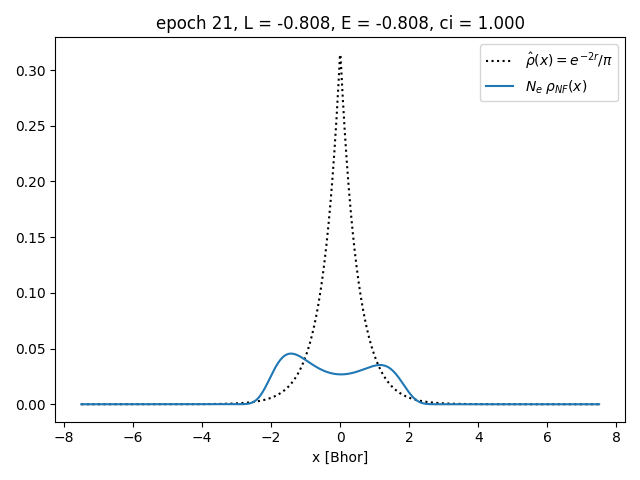 epoch 21, L = -0.808, E = -0.808, ci = 1.000
ρ̂(x) = e^{-2r}/π
N_e ρ_{NF}(x)
0.30
0.25
0.20
0.15
0.10
0.05
0.00
−8 −6 −4 −2 0 2 4 6 8
x [Bhor]